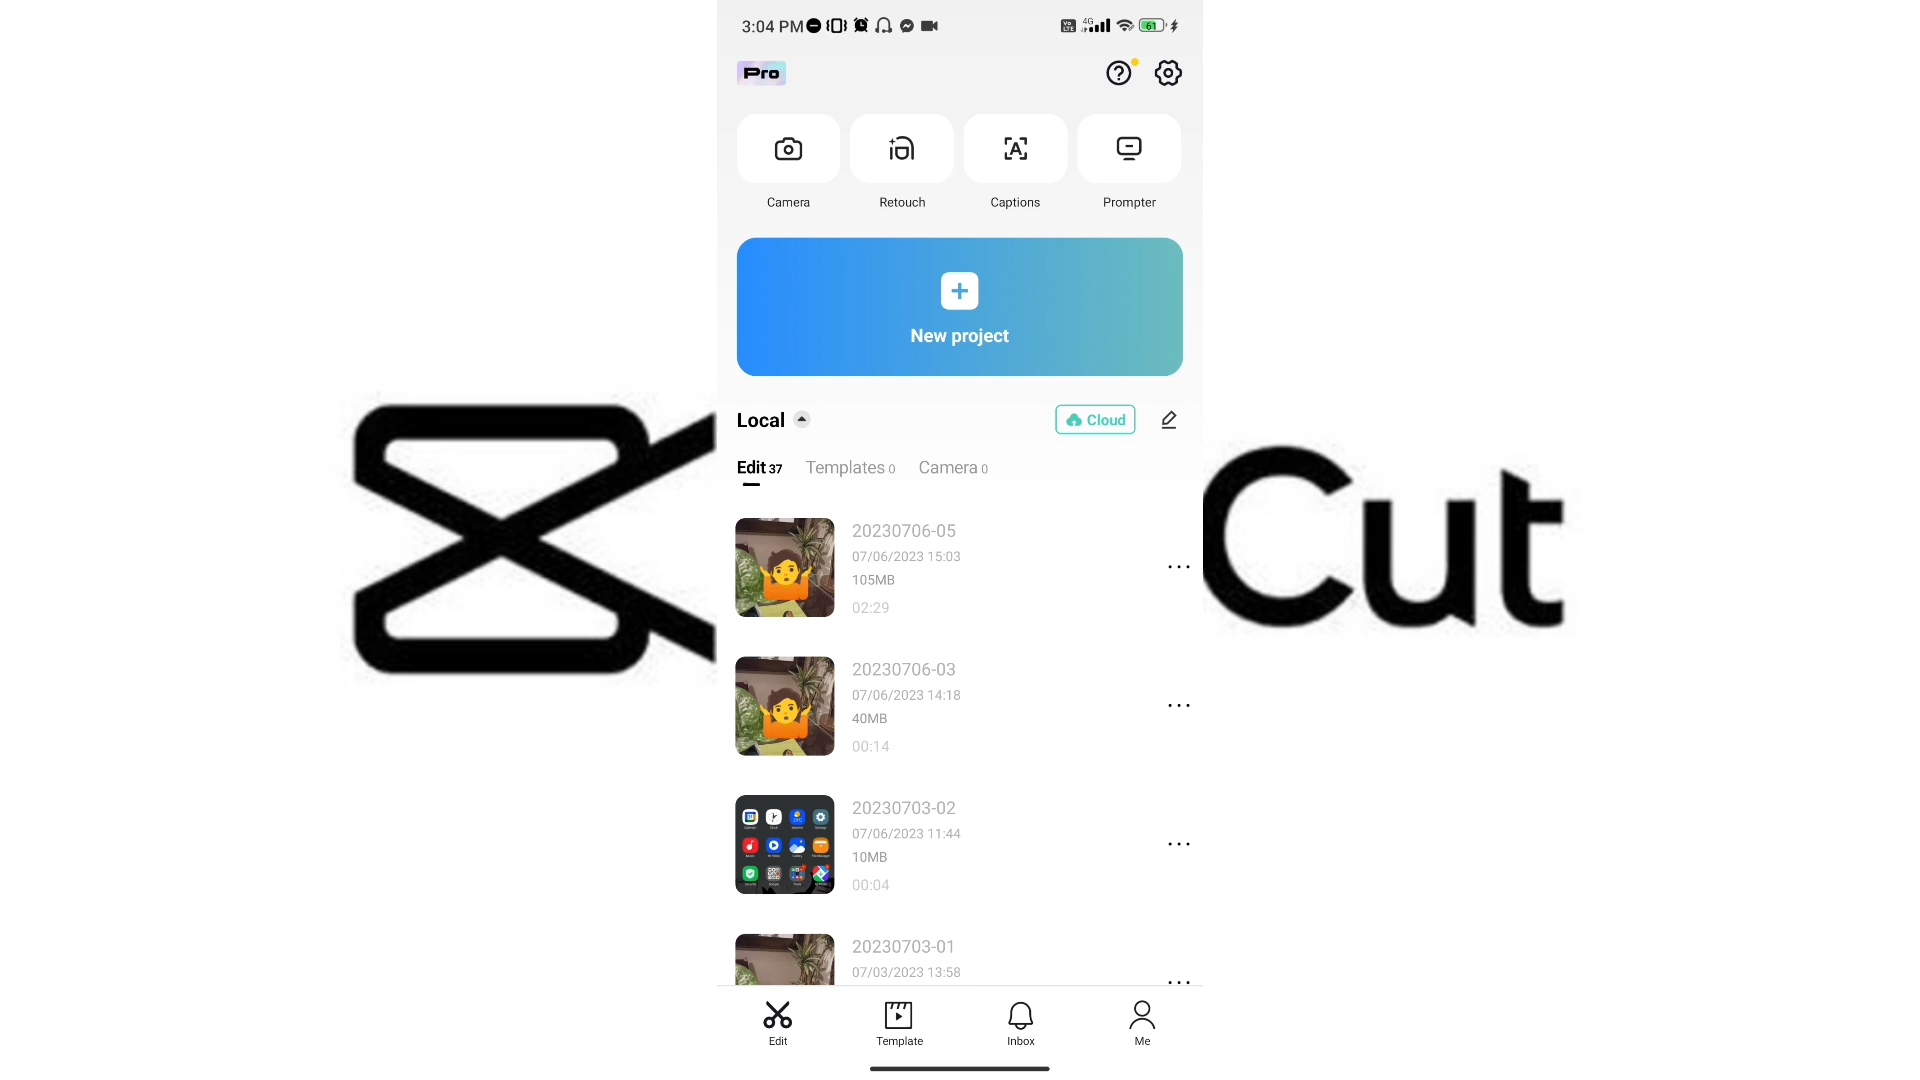 3:04 PM
4G
61
Pro
Camera
Retouch
Captions
Prompter
New project
Local
Cloud
Edit 37
Templates 0
Camera 0
20230706-05
07/06/2023 15:03
105MB
02:29
20230706-03
07/06/2023 14:18
40MB
00:14
Cut
20230703-02
07/06/2023 11:44
10MB
00:04
20230703-01
07/03/2023 13:58
Edit
Template
Inbox
Me